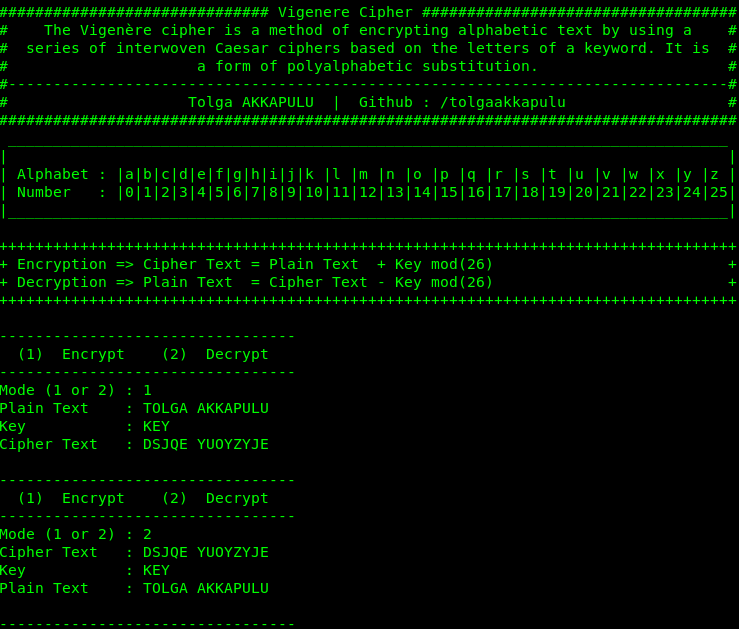 ############################## Vigenere Cipher ###################################
#    The Vigenère cipher is a method of encrypting alphabetic text by using a    #
#  series of interwoven Caesar ciphers based on the letters of a keyword. It is  #
#                     a form of polyalphabetic substitution.                     #
#--------------------------------------------------------------------------------#
#                    Tolga AKKAPULU  |  Github : /tolgaakkapulu                  #
##################################################################################
 ________________________________________________________________________________
|                                                                                |
| Alphabet : |a|b|c|d|e|f|g|h|i|j|k |l |m |n |o |p |q |r |s |t |u |v |w |x |y |z |
| Number   : |0|1|2|3|4|5|6|7|8|9|10|11|12|13|14|15|16|17|18|19|20|21|22|23|24|25|
|________________________________________________________________________________|
++++++++++++++++++++++++++++++++++++++++++++++++++++++++++++++++++++++++++++++++++
+ Encryption => Cipher Text = Plain Text  + Key mod(26)                          +
+ Decryption => Plain Text  = Cipher Text - Key mod(26)                          +
++++++++++++++++++++++++++++++++++++++++++++++++++++++++++++++++++++++++++++++++++
---------------------------------
  (1)  Encrypt    (2)  Decrypt
---------------------------------
Mode (1 or 2) : 1
Plain Text    : TOLGA AKKAPULU
Key           : KEY
Cipher Text   : DSJQE YUOYZYJE
---------------------------------
  (1)  Encrypt    (2)  Decrypt
---------------------------------
Mode (1 or 2) : 2
Cipher Text   : DSJQE YUOYZYJE
Key           : KEY
Plain Text    : TOLGA AKKAPULU
---------------------------------